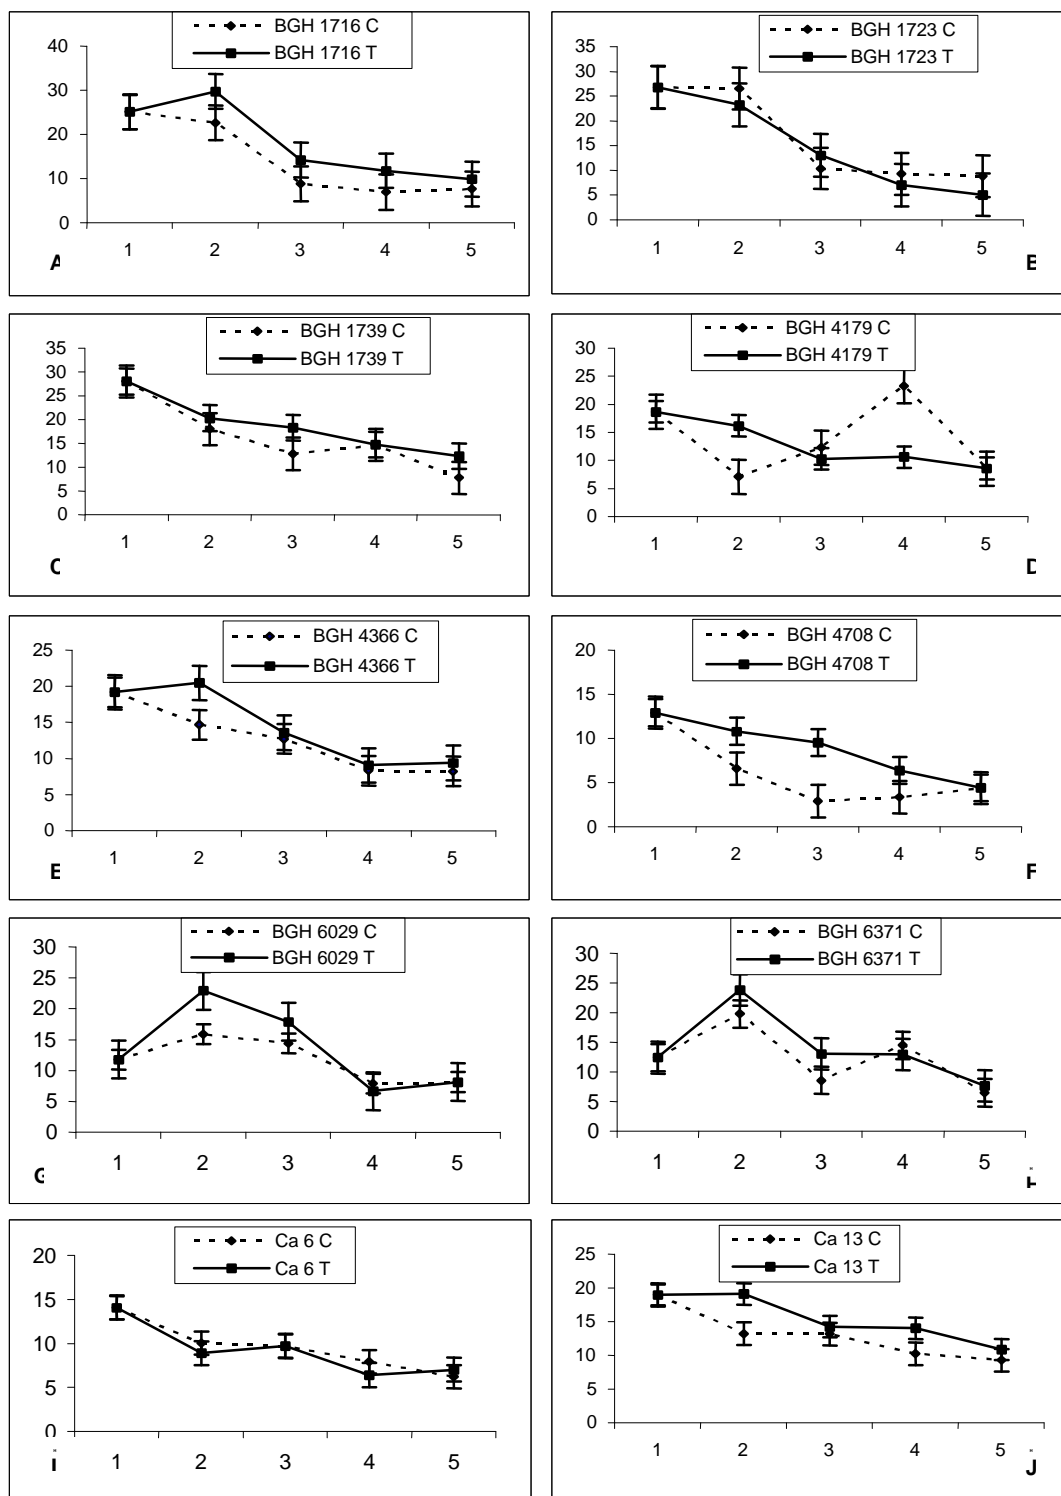 BGH 1716 C
BGH 1716 T
40
30
20
10
0
1 2 3 4 5
A
BGH 1723 C
BGH 1723 T
35
30
25
20
15
10
5
0
1 2 3 4 5
B
BGH 1739 C
BGH 1739 T
35
30
25
20
15
10
5
0
1 2 3 4 5
C
BGH 4179 C
BGH 4179 T
30
25
20
15
10
5
0
1 2 3 4 5
D
BGH 4366 C
BGH 4366 T
25
20
15
10
5
0
1 2 3 4 5
E
BGH 4708 C
BGH 4708 T
20
15
10
5
0
1 2 3 4 5
F
BGH 6029 C
BGH 6029 T
30
25
20
15
10
5
0
1 2 3 4 5
G
BGH 6371 C
BGH 6371 T
30
25
20
15
10
5
0
1 2 3 4 5
Ca 6 C
Ca 6 T
20
15
10
5
0
1 2 3 4 5
Ca 13 C
Ca 13 T
25
20
15
10
5
0
1 2 3 4 5
J